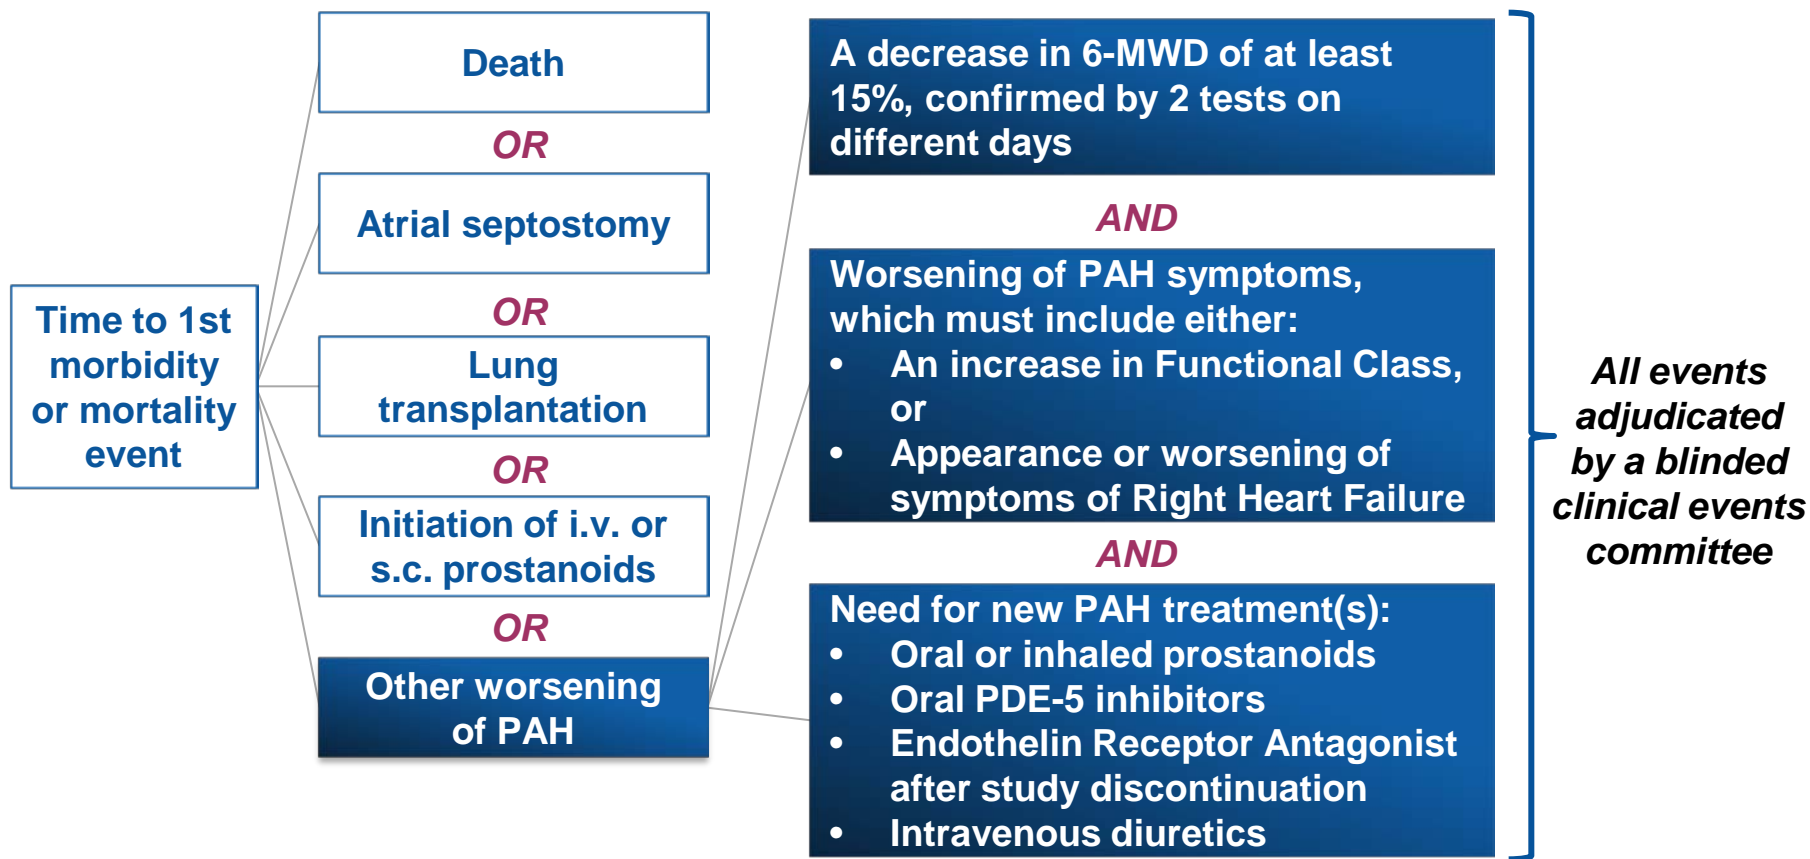 Time to 1st
morbidity
or mortality
event
Death
OR
Atrial septostomy
OR
Lung
transplantation
OR
Initiation of i.v. or
s.c. prostanoids
OR
Other worsening
of PAH
A decrease in 6-MWD of at least
15%, confirmed by 2 tests on
different days
AND
Worsening of PAH symptoms,
which must include either:
• An increase in Functional Class,
or
• Appearance or worsening of
symptoms of Right Heart Failure
AND
Need for new PAH treatment(s):
• Oral or inhaled prostanoids
• Oral PDE-5 inhibitors
• Endothelin Receptor Antagonist
after study discontinuation
• Intravenous diuretics
All events
adjudicated
by a blinded
clinical events
committee